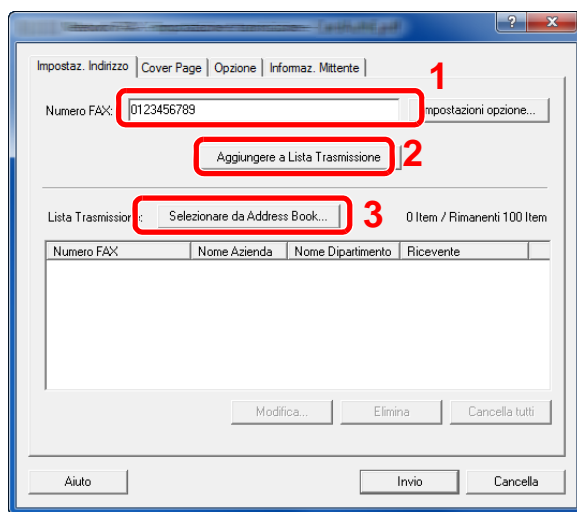 Impostaz. Indirizzo Cover Page Opzione Informaz. Mittente
1
Numero FAX: 0123456789 Impostazioni opzione...
Aggiungere a Lista Trasmissione 2
Lista Trasmissione: Selezionare da Address Book... 3 0 Item / Rimanenti 100 Item
Numero FAX Nome Azienda Nome Dipartimento Ricevente
Modifica... Elimina Cancella tutti
Aiuto Invio Cancella